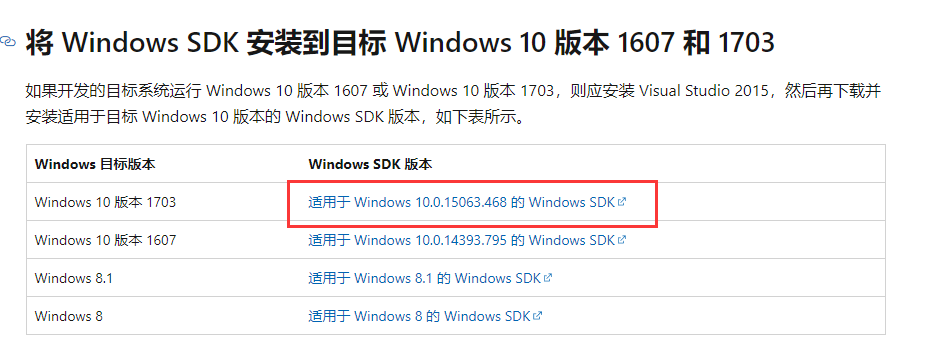 将 Windows SDK 安装到目标 Windows 10 版本 1607 和 1703
如果开发的目标系统运行 Windows 10 版本 1607 或 Windows 10 版本 1703，则应安装 Visual Studio 2015，然后再下载并
安装适用于目标 Windows 10 版本的 Windows SDK 版本，如下表所示。
Windows 目标版本 Windows SDK 版本
Windows 10 版本 1703 适用于 Windows 10.0.15063.468 的 Windows SDK
Windows 10 版本 1607 适用于 Windows 10.0.14393.795 的 Windows SDK
Windows 8.1 适用于 Windows 8.1 的 Windows SDK
Windows 8 适用于 Windows 8 的 Windows SDK